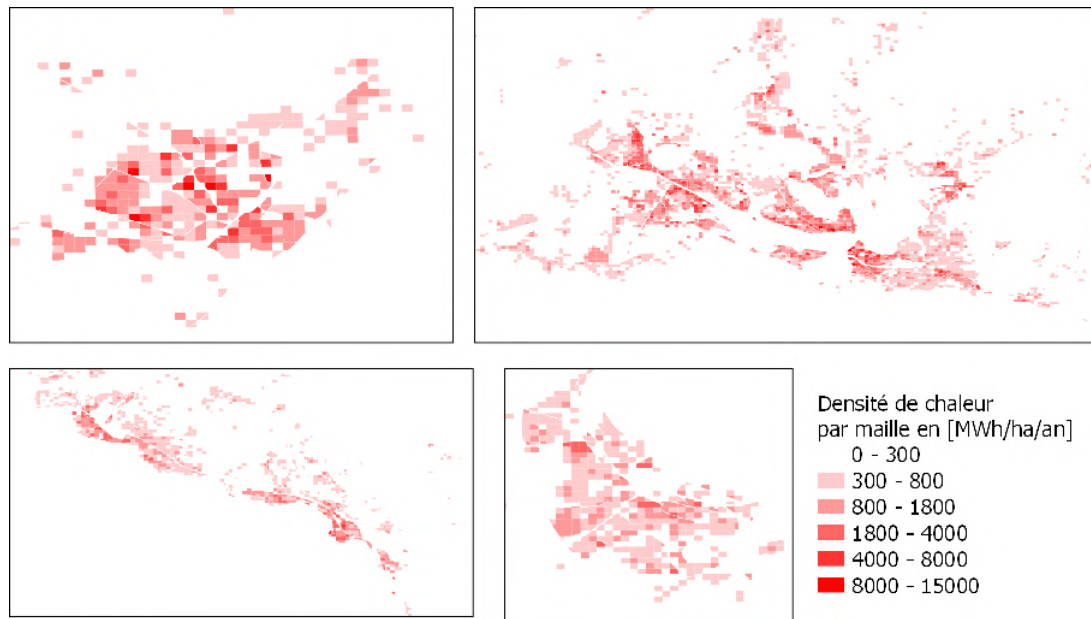 Densité de chaleur
par maille en [MWh/ha/an]
0 - 300
300 - 800
800 - 1800
1800 - 4000
4000 - 8000
8000 - 15000